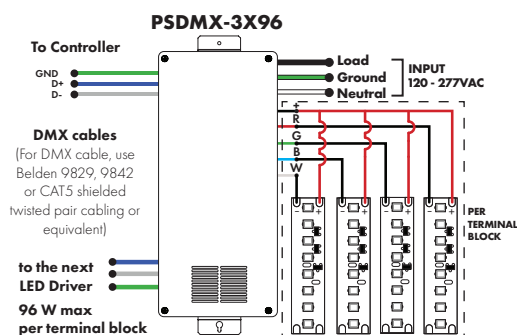 PSDMX-3X96
To Controller
GND
D+
D-
DMX cables
(For DMX cable, use
Belden 9829, 9842
or CAT5 shielded
twisted pair cabling or
equivalent)
to the next
LED Driver
96 W max
per terminal block
Load
Ground
Neutral
INPUT
120 - 277VAC
+
R
G
B
W
- + - + - + - +
PER
TERMINAL
BLOCK